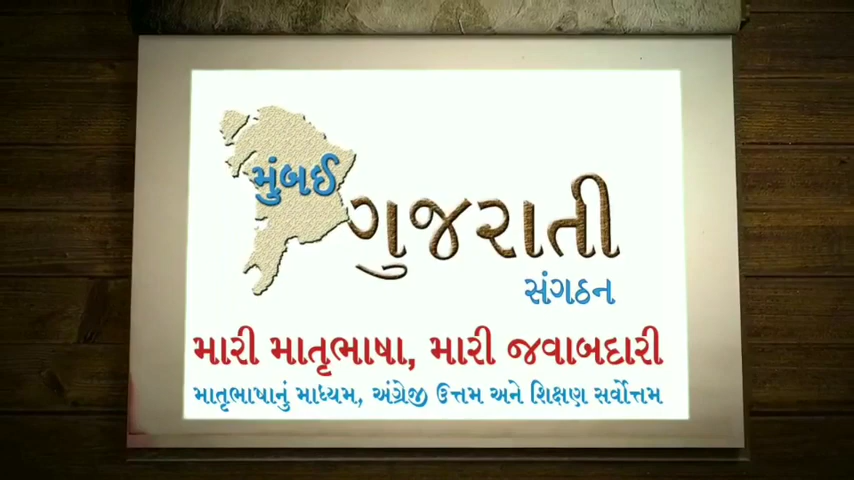 મુંબઈ
ગુજરાતી
સંગઠન
મારી માતૃભાષા, મારી જવાબદારી
માતૃભાષાનું માધ્યમ, અંગ્રેજી ઉત્તમ અને શિક્ષણ સર્વોત્તમ